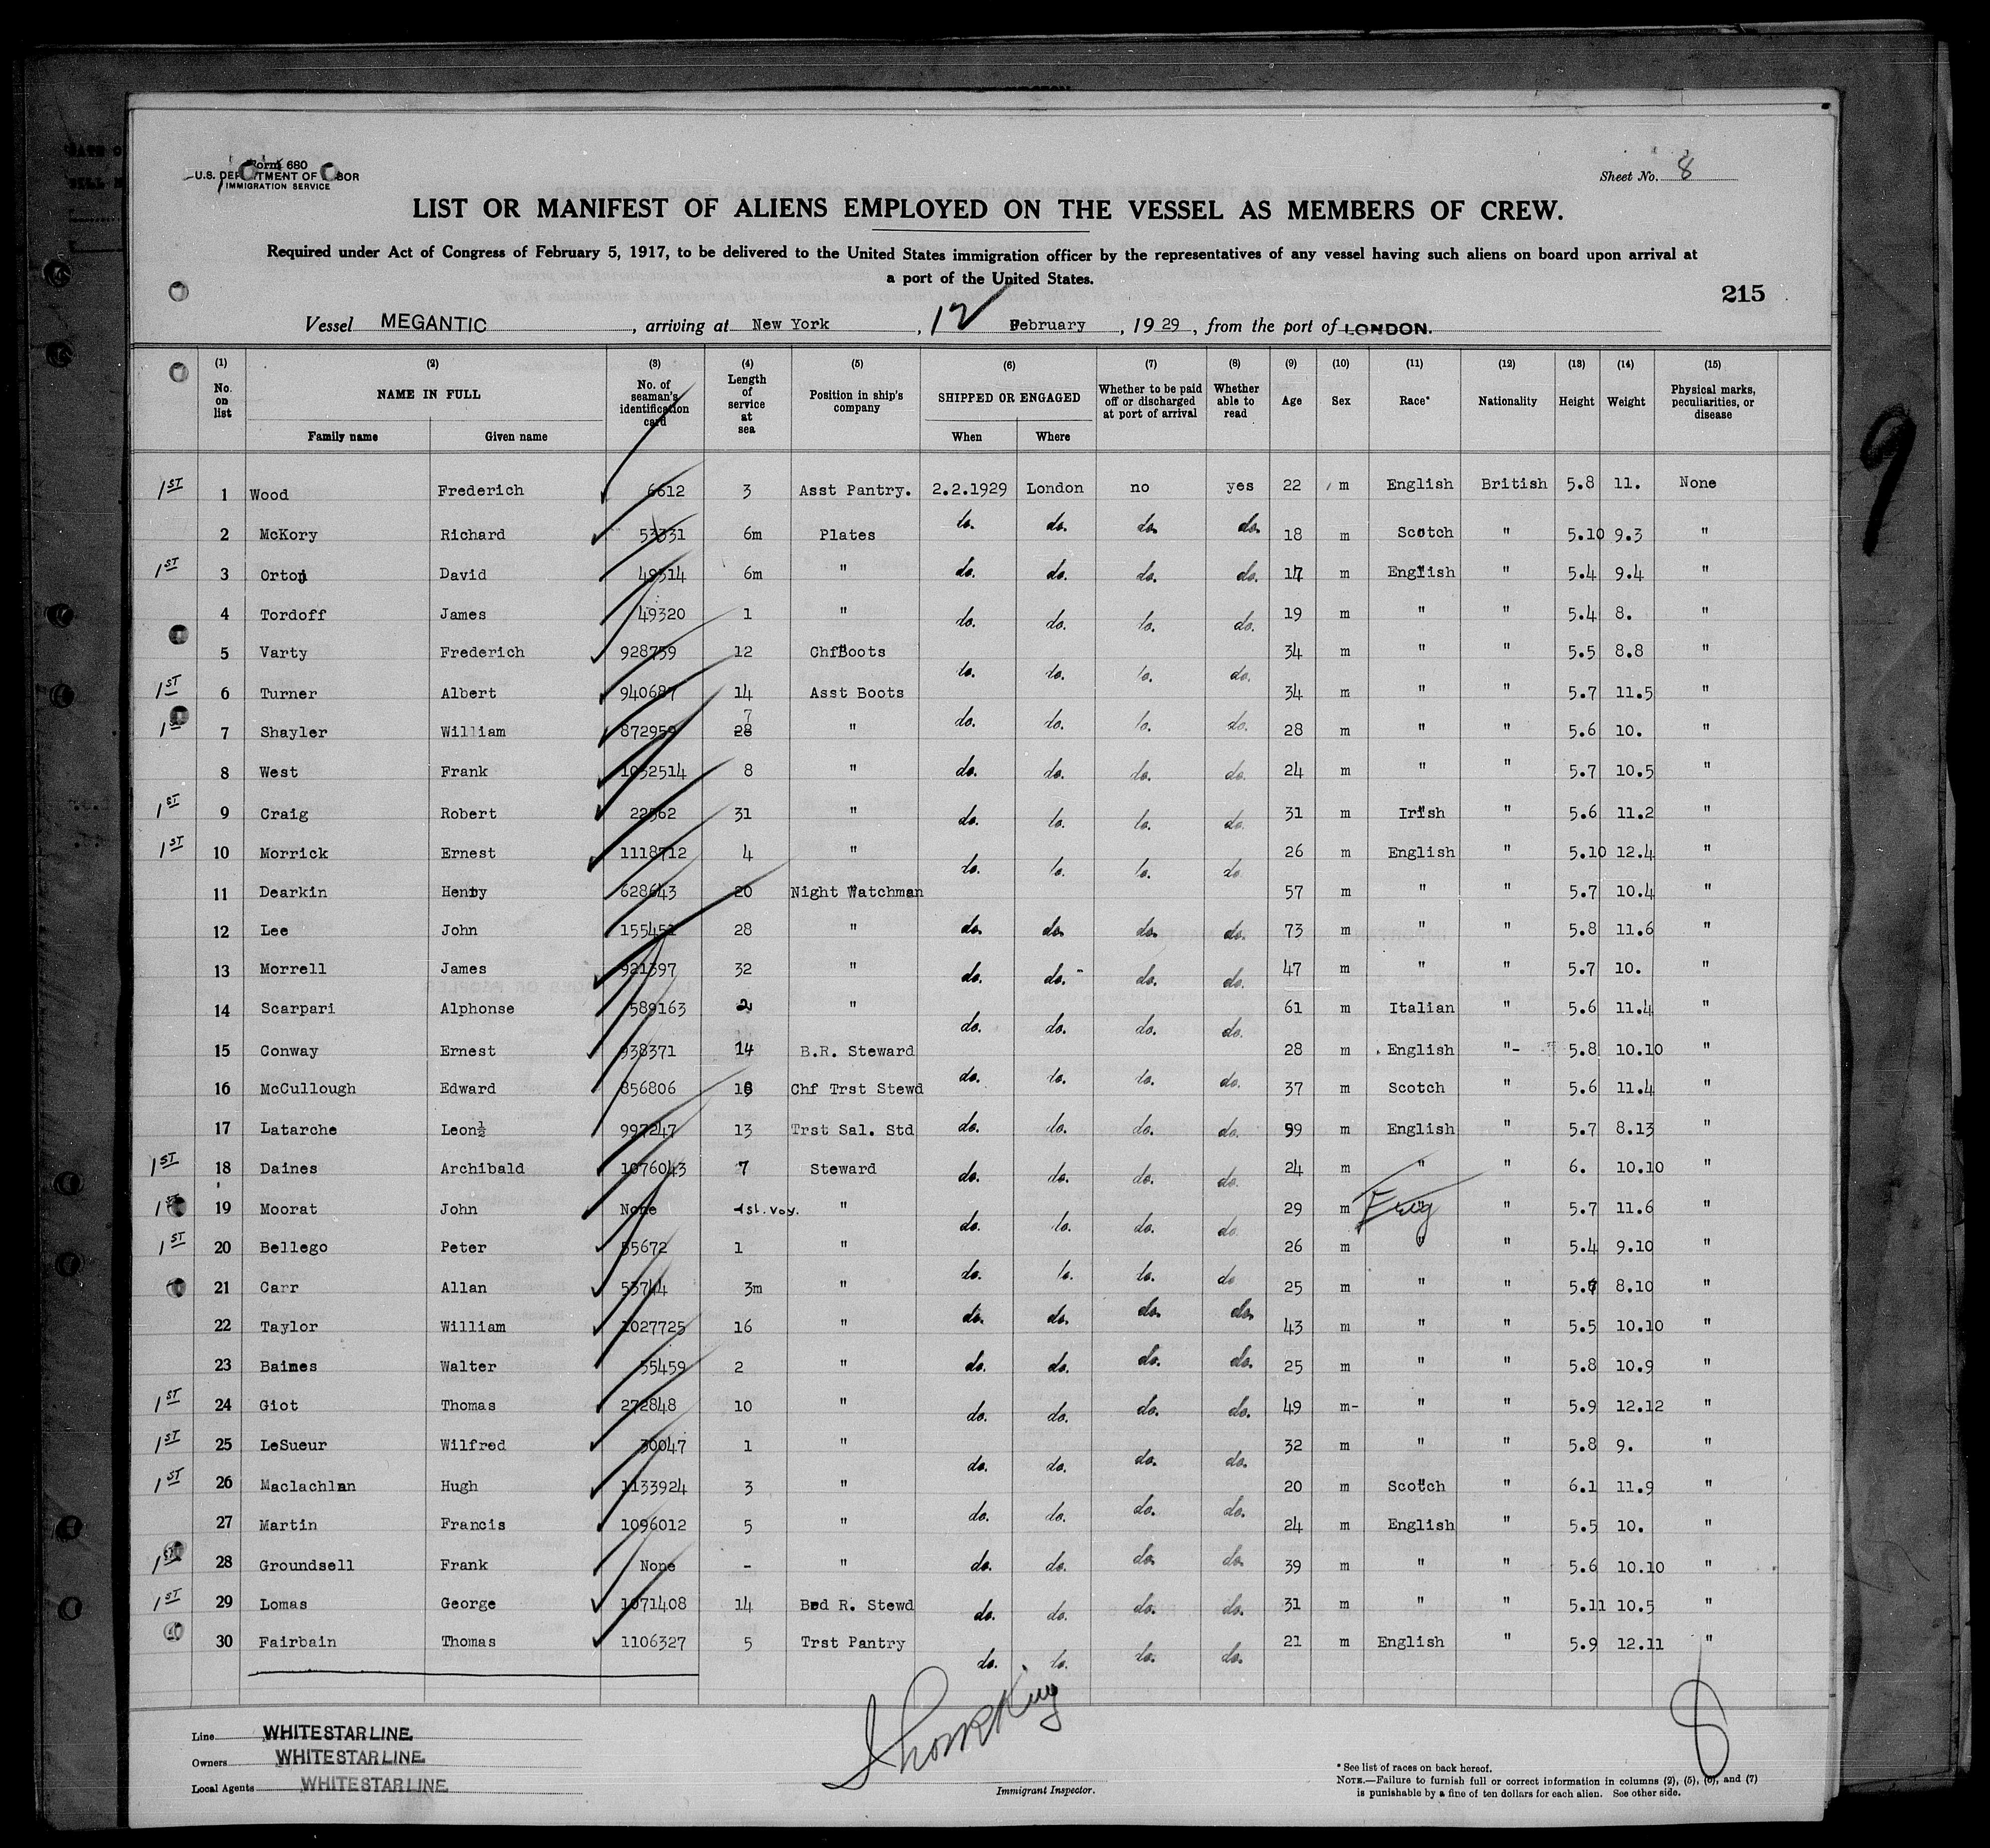 Form 680
U.S. DEPARTMENT OF LABOR
IMMIGRATION SERVICE
Sheet No. 8
LIST OR MANIFEST OF ALIENS EMPLOYED ON THE VESSEL AS MEMBERS OF CREW.
Required under Act of Congress of February 5, 1917, to be delivered to the United States immigration officer by the representatives of any vessel having such aliens on board upon arrival at
a port of the United States.
215
9
Vessel MEGANTIC, arriving at New York, 12 February, 1929, from the port of LONDON.
(1) (2) (3) (4) (5) (6) (7) (8) (9) (10) (11) (12) (13) (14) (15)
No. on list NAME IN FULL Family name Given name No. of seaman's identification card Length of service at sea Position in ship's company SHIPPED OR ENGAGED When Where Whether to be paid off or discharged at port of arrival Whether able to read Age Sex Race* Nationality Height Weight Physical marks, peculiarities, or disease
1ST 1 Wood Frederich 6612 3 Asst Pantry. 2.2.1929 London no yes 22 m English British 5.8 11. None
2 McKory Richard 53331 6m Plates do. do. do. do. 18 m Scotch " 5.10 9.3 "
1ST 3 Orton David 49314 6m " do. do. do. do. 17 m English " 5.4 9.4 "
4 Tordoff James 49320 1 " do. do. do. do. 19 m " " 5.4 8. "
5 Varty Frederich 928759 12 Chf Boots do. do. do. do. 34 m " " 5.5 8.8 "
1ST 6 Turner Albert 940687 14 Asst Boots do. do. do. do. 34 m " " 5.7 11.5 "
1ST 7 Shayler William 872959 28 7 " do. do. do. do. 28 m " " 5.6 10. "
8 West Frank 1052514 8 " do. do. do. do. 24 m " " 5.7 10.5 "
1ST 9 Craig Robert 22562 31 " do. do. do. do. 31 m Irish " 5.6 11.2 "
1ST 10 Morrick Ernest 1118712 4 " do. do. do. do. 26 m English " 5.10 12.4 "
11 Dearkin Henry 628643 20 Night Watchman 57 m " " 5.7 10.4 "
12 Lee John 155451 28 " do. do. do. do. 73 m " " 5.8 11.6 "
13 Morrell James 921397 32 " do. do. do. do. 47 m " " 5.7 10. "
14 Scarpari Alphonse 589163 2 " do. do. do. do. 61 m Italian " 5.6 11.4 "
15 Conway Ernest 938371 14 B.R. Steward 28 m English "- 5.8 10.10 "
16 McCullough Edward 856806 Chf Trst Stewd do. do. do. do. 37 m Scotch " 5.6 11.4 "
17 Latarche Leon½ 997247 13 Trst Sal. Std do. do. do. do. m English " 5.7 8.13 "
1ST 18 Daines Archibald 1076043 7 Steward do. do. do. do. 24 m " " 6. 10.10 "
1ST 19 Moorat John None 1st. voy. " do. do. do. do. 29 m Eng " 5.7 11.6 "
1ST 20 Bellego Peter 55672 1 " do. do. do. do 26 m " " 5.4 9.10 "
21 Carr Allan 53744 3m " do. do. do. do. 25 m " " 8.10 "
22 Taylor William 1027725 16 " 43 m " " 5.5 10.10 "
23 Baines Walter 55459 2 " do. do. do. do. 25 m " " 5.8 10.9 "
1ST 24 Giot Thomas 272848 10 " do. do. do. do. 49 m- " " 5.9 12.12 "
1ST 25 LeSueur Wilfred 30047 1 " do. do. do. do. 32 m " " 5.8 9. "
1ST 26 Maclachlan Hugh 1133924 3 " do. do. do. do. 20 m Scotch " 6.1 11.9 "
27 Martin Francis 1096012 5 " 24 m English " 5.5 10. "
1ST 28 Groundsell Frank None - " do. do. do. do. 39 m " " 5.6 10.10 "
1ST 29 Lomas George 1071408 14 Bed R. Stewd do. do. do. do. 31 m " " 5.11 10.5 "
30 Fairbain Thomas 1106327 5 Trst Pantry do. do. do. do. 21 m English " 5.9 12.11 "
8
Line WHITE STAR LINE
Owners WHITE STAR LINE
Local Agents WHITE STAR LINE
Immigrant Inspector.
* See list of races on back hereof.
NOTE.—Failure to furnish full or correct information in columns (2), (5), (6), and (7)
is punishable by a fine of ten dollars for each alien. See other side.